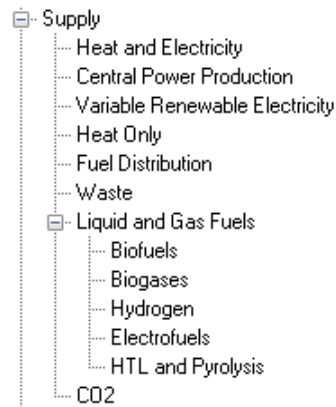 Supply
Heat and Electricity
Central Power Production
Variable Renewable Electricity
Heat Only
Fuel Distribution
Waste
Liquid and Gas Fuels
Biofuels
Biogases
Hydrogen
Electrofuels
HTL and Pyrolysis
CO2